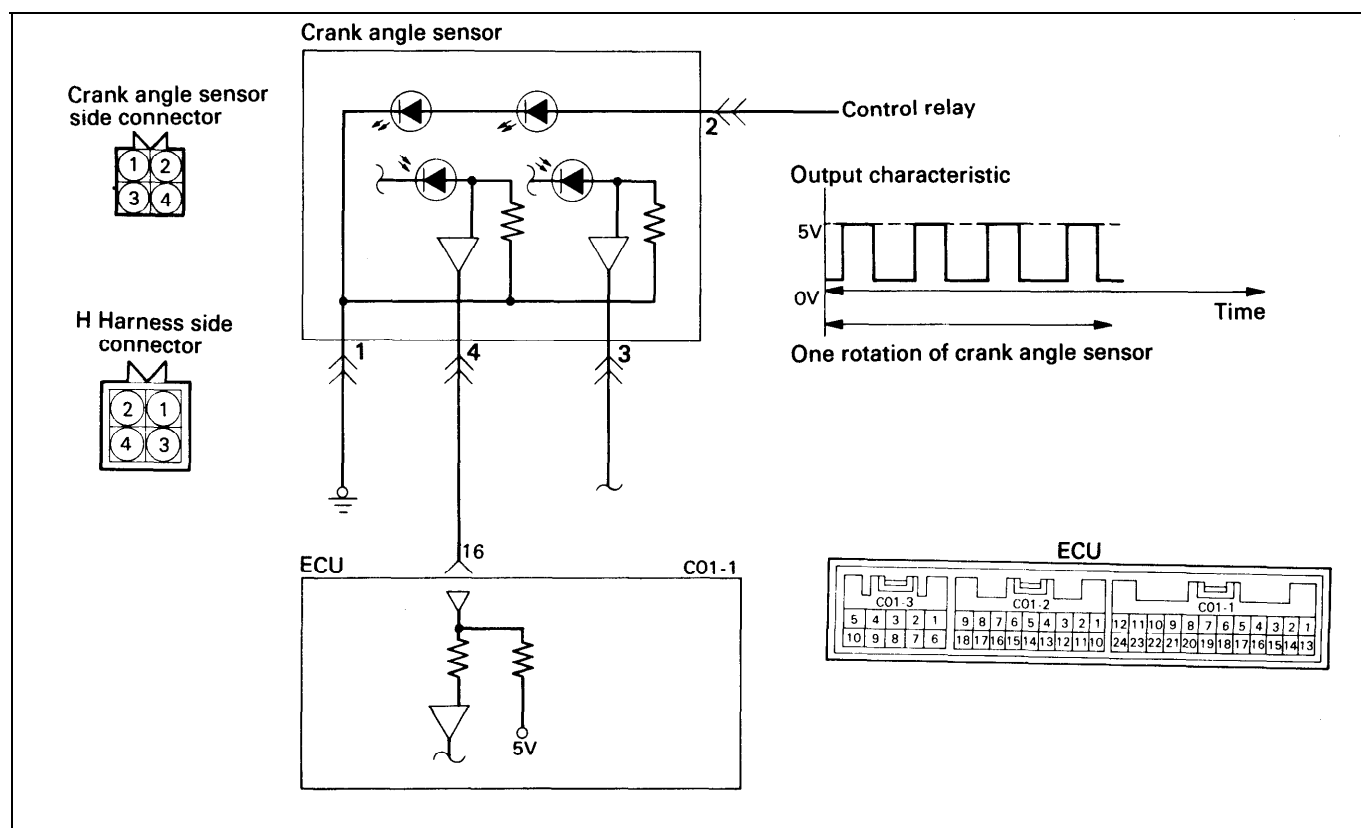 Crank angle sensor
Crank angle sensor
side connector
1 2
3 4
2
Control relay
Output characteristic
5V
0V
Time
One rotation of crank angle sensor
H Harness side
connector
2 1
4 3
1
4
3
16
ECU
C01-1
5V
ECU
C01-3
5 4 3 2 1
10 9 8 7 6
C01-2
9 8 7 6 5 4 3 2 1
18 17 16 15 14 13 12 11 10
C01-1
12 11 10 9 8 7 6 5 4 3 2 1
24 23 22 21 20 19 18 17 16 15 14 13